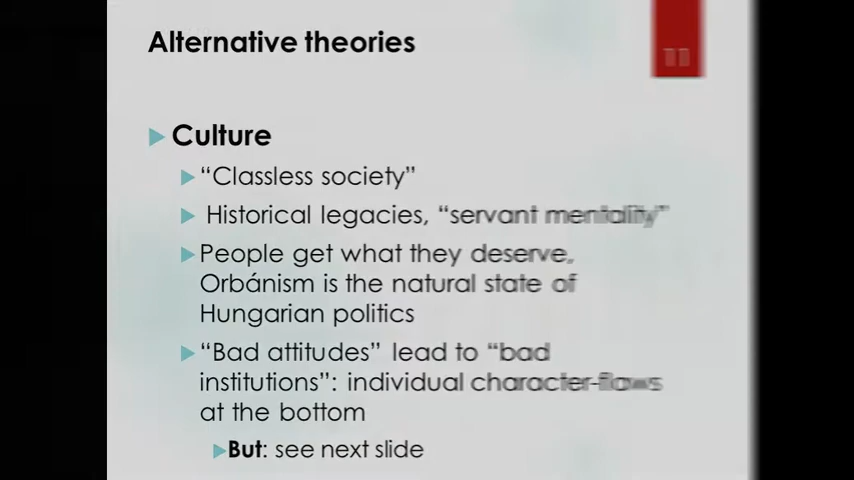 Alternative theories
Culture
“Classless society”
Historical legacies, “servant mentality”
People get what they deserve,
Orbánism is the natural state of
Hungarian politics
“Bad attitudes” lead to “bad
institutions”: individual character-flaws
at the bottom
But: see next slide